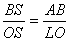 BS/OS = AB/LO